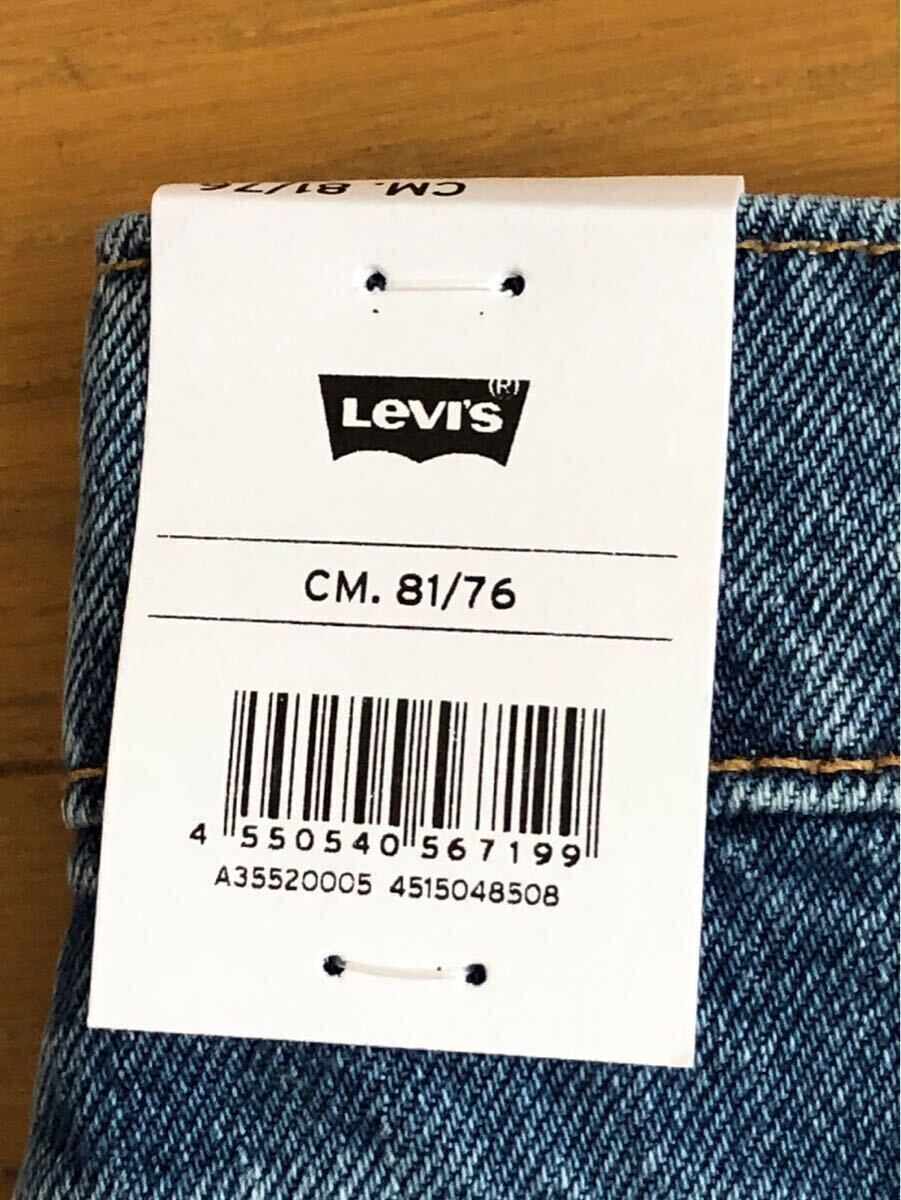 CM. 81/76
LEVI'S (R)
CM. 81/76
4 550540 567199
A35520005 4515048508